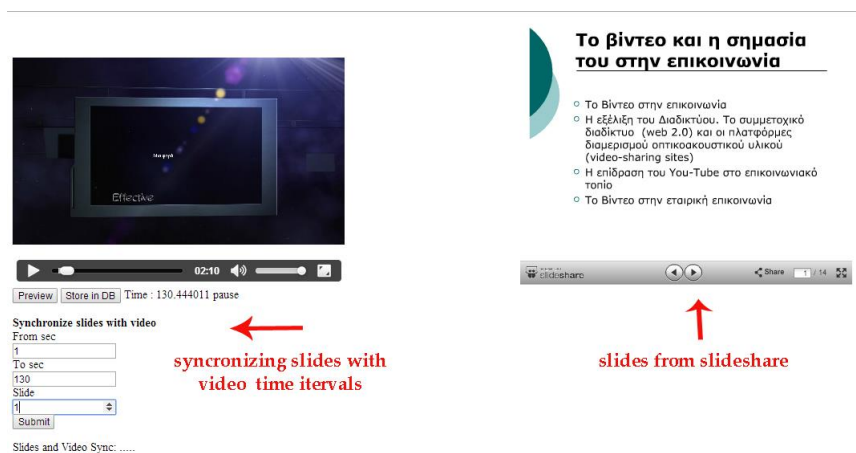 Effective
02:10
Preview Store in DB Time : 130.444011 pause
Synchronize slides with video
From sec
1
To sec
130
Slide
1
Submit
Slides and Video Sync: .....
syncronizing slides with
video time itervals
Το βίντεο και η σημασία
του στην επικοινωνία
Το Βίντεο στην επικοινωνία
Η εξέλιξη του Διαδικτύου. Το συμμετοχικό
διαδίκτυο (web 2.0) και οι πλατφόρμες
διαμερισμού οπτικοακουστικού υλικού
(video-sharing sites)
Η επίδραση του You-Tube στο επικοινωνιακό
τοπίο
Το Βίντεο στην εταιρική επικοινωνία
slideshare
Share 1 / 14
slides from slideshare